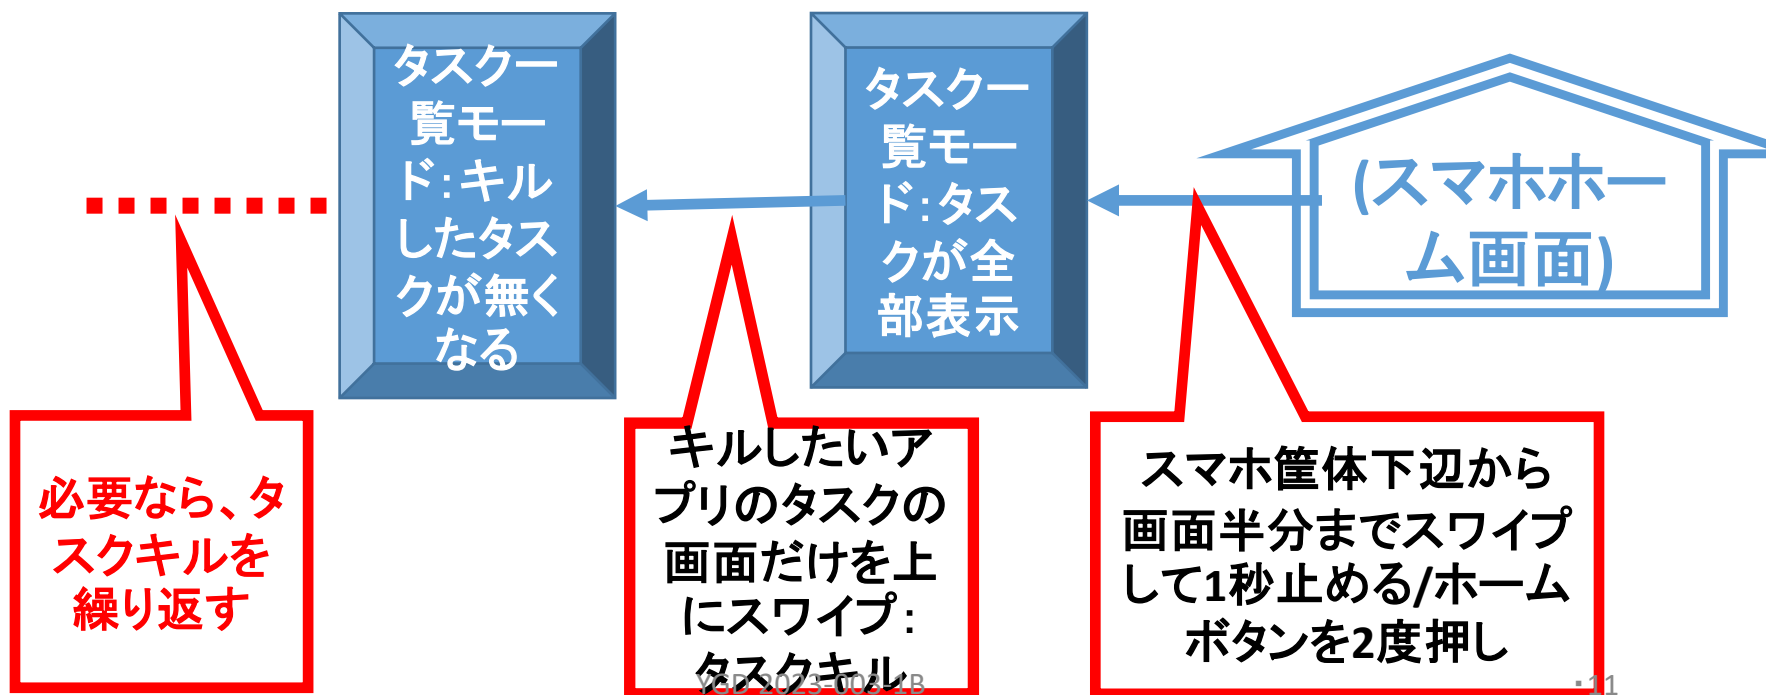 タスク一
覧モー
ド:キル
したタス
クが無く
なる
タスク一
覧モー
ド:タス
クが全
部表示
(スマホホー
ム画面)
必要なら、タ
スクキルを
繰り返す
キルしたいア
プリのタスクの
画面だけを上
にスワイプ:
タスクキル
スマホ筐体下辺から
画面半分までスワイプ
して1秒止める/ホーム
ボタンを2度押し
YGD 2023-003-1B
・11